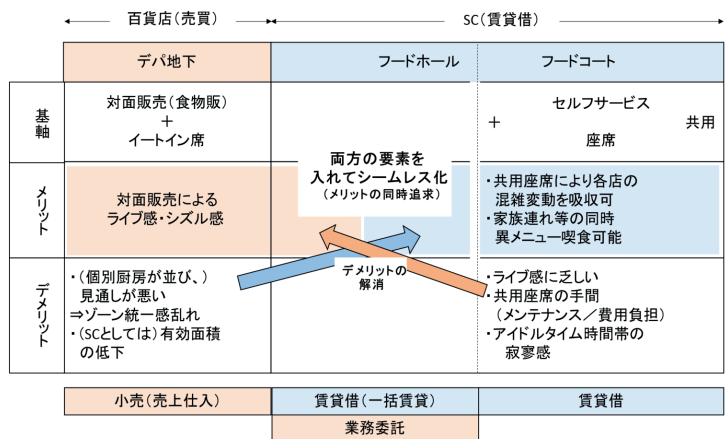 百貨店（売買）
SC（賃貸借）
デパ地下
フードホール
フードコート
基軸
対面販売（食物販）
+
イートイン席
セルフサービス
+
共用
座席
両方の要素を
入れてシームレス化
（メリットの同時追求）
メリット
対面販売による
ライブ感・シズル感
・共用座席により各店の
混雑変動を吸収可
・家族連れ等の同時
異メニュー喫食可能
デメリット
・（個別厨房が並び、）
見通しが悪い
⇒ゾーン統一感乱れ
・（SCとしては）有効面積
の低下
デメリットの
解消
・ライブ感に乏しい
・共用座席の手間
（メンテナンス／費用負担）
・アイドルタイム時間帯の
寂寥感
小売（売上仕入）
賃貸借（一括賃貸）
賃貸借
業務委託